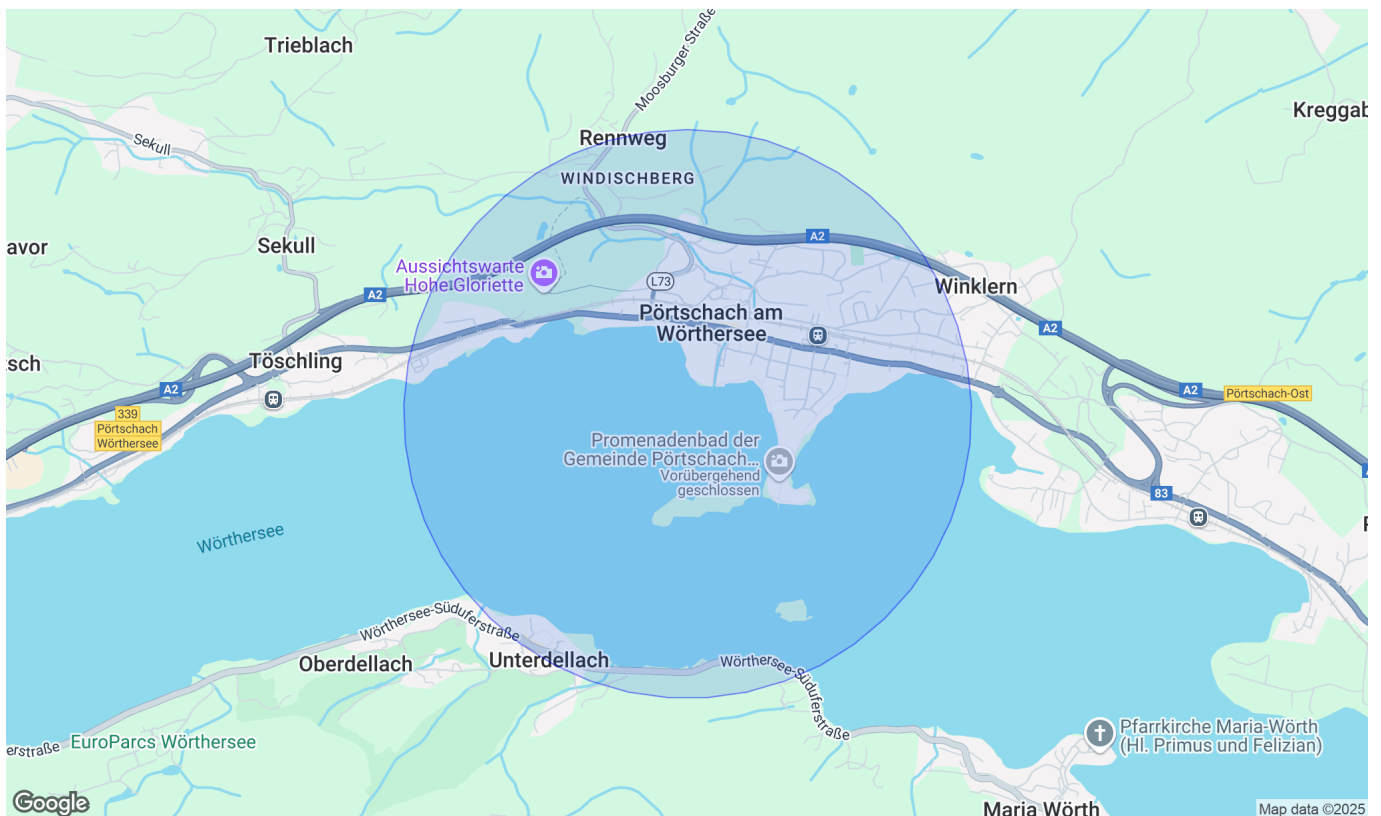 Trieblach
Moosburger Straße
Kreggab
Sekull
Rennweg
WINDISCHBERG
avor
Sekull
A2
Aussichtswarte
Hohe Gloriette
L73
Winklern
A2
Pörtschach am
Wörthersee
A2
tsch
Töschling
A2
A2
Pörtschach-Ost
339
Pörtschach
Wörthersee
Promenadenbad der
Gemeinde Pörtschach...
Vorübergehend
geschlossen
83
Wörthersee
Wörthersee-Süduferstraße
Oberdellach
Unterdellach
Wörthersee-Süduferstraße
Pfarrkirche Maria-Wörth
(Hl. Primus und Felizian)
erstraße
EuroParcs Wörthersee
Google
Maria Wörth
Map data ©2025